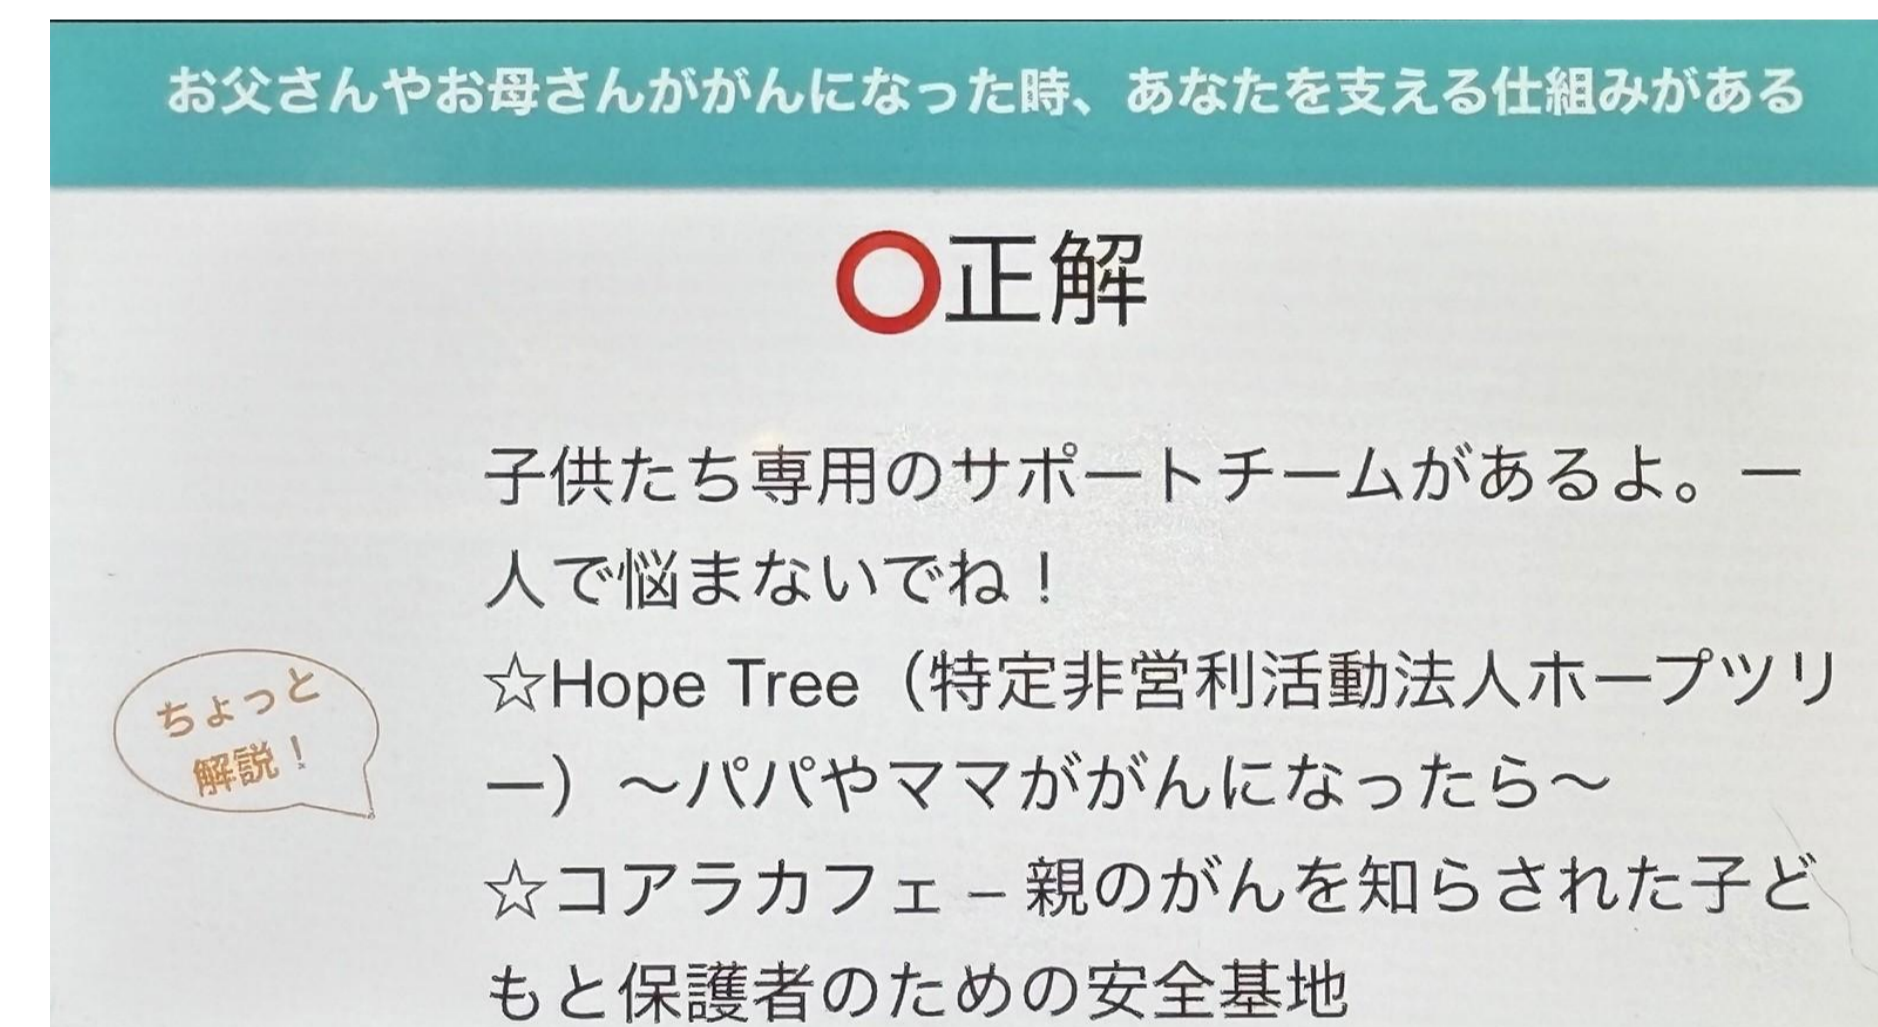 お父さんやお母さんががんになった時、あなたを支える仕組みがある
⭕正解
子供たち専用のサポートチームがあるよ。一
人で悩まないでね！
☆Hope Tree（特定非営利活動法人ホープツリ
ー）～パパやママががんになったら～
☆コアラカフェ – 親のがんを知らされた子ど
もと保護者のための安全基地
ちょっと
解説！